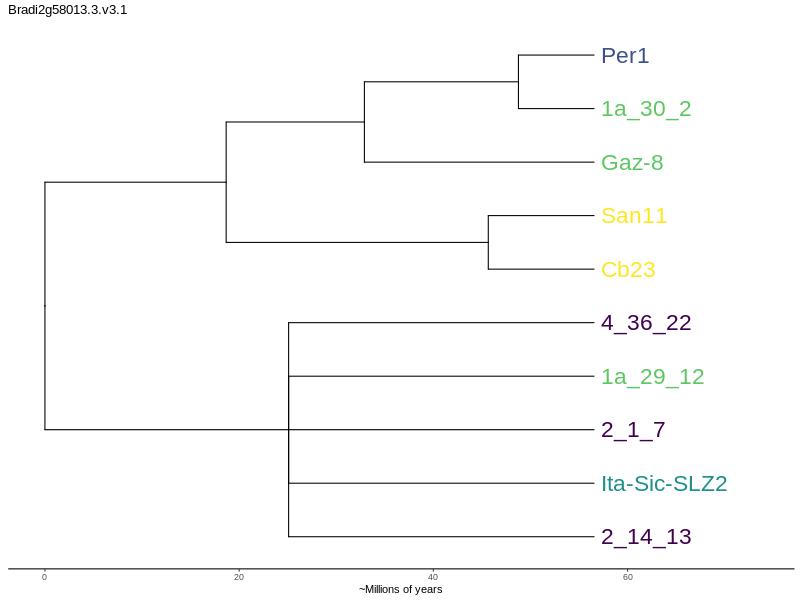 Bradi2g58013.3.v3.1
Per1
1a_30_2
Gaz-8
San11
Cb23
4_36_22
1a_29_12
2_1_7
Ita-Sic-SLZ2
2_14_13
0 20 40 60
~Millions of years